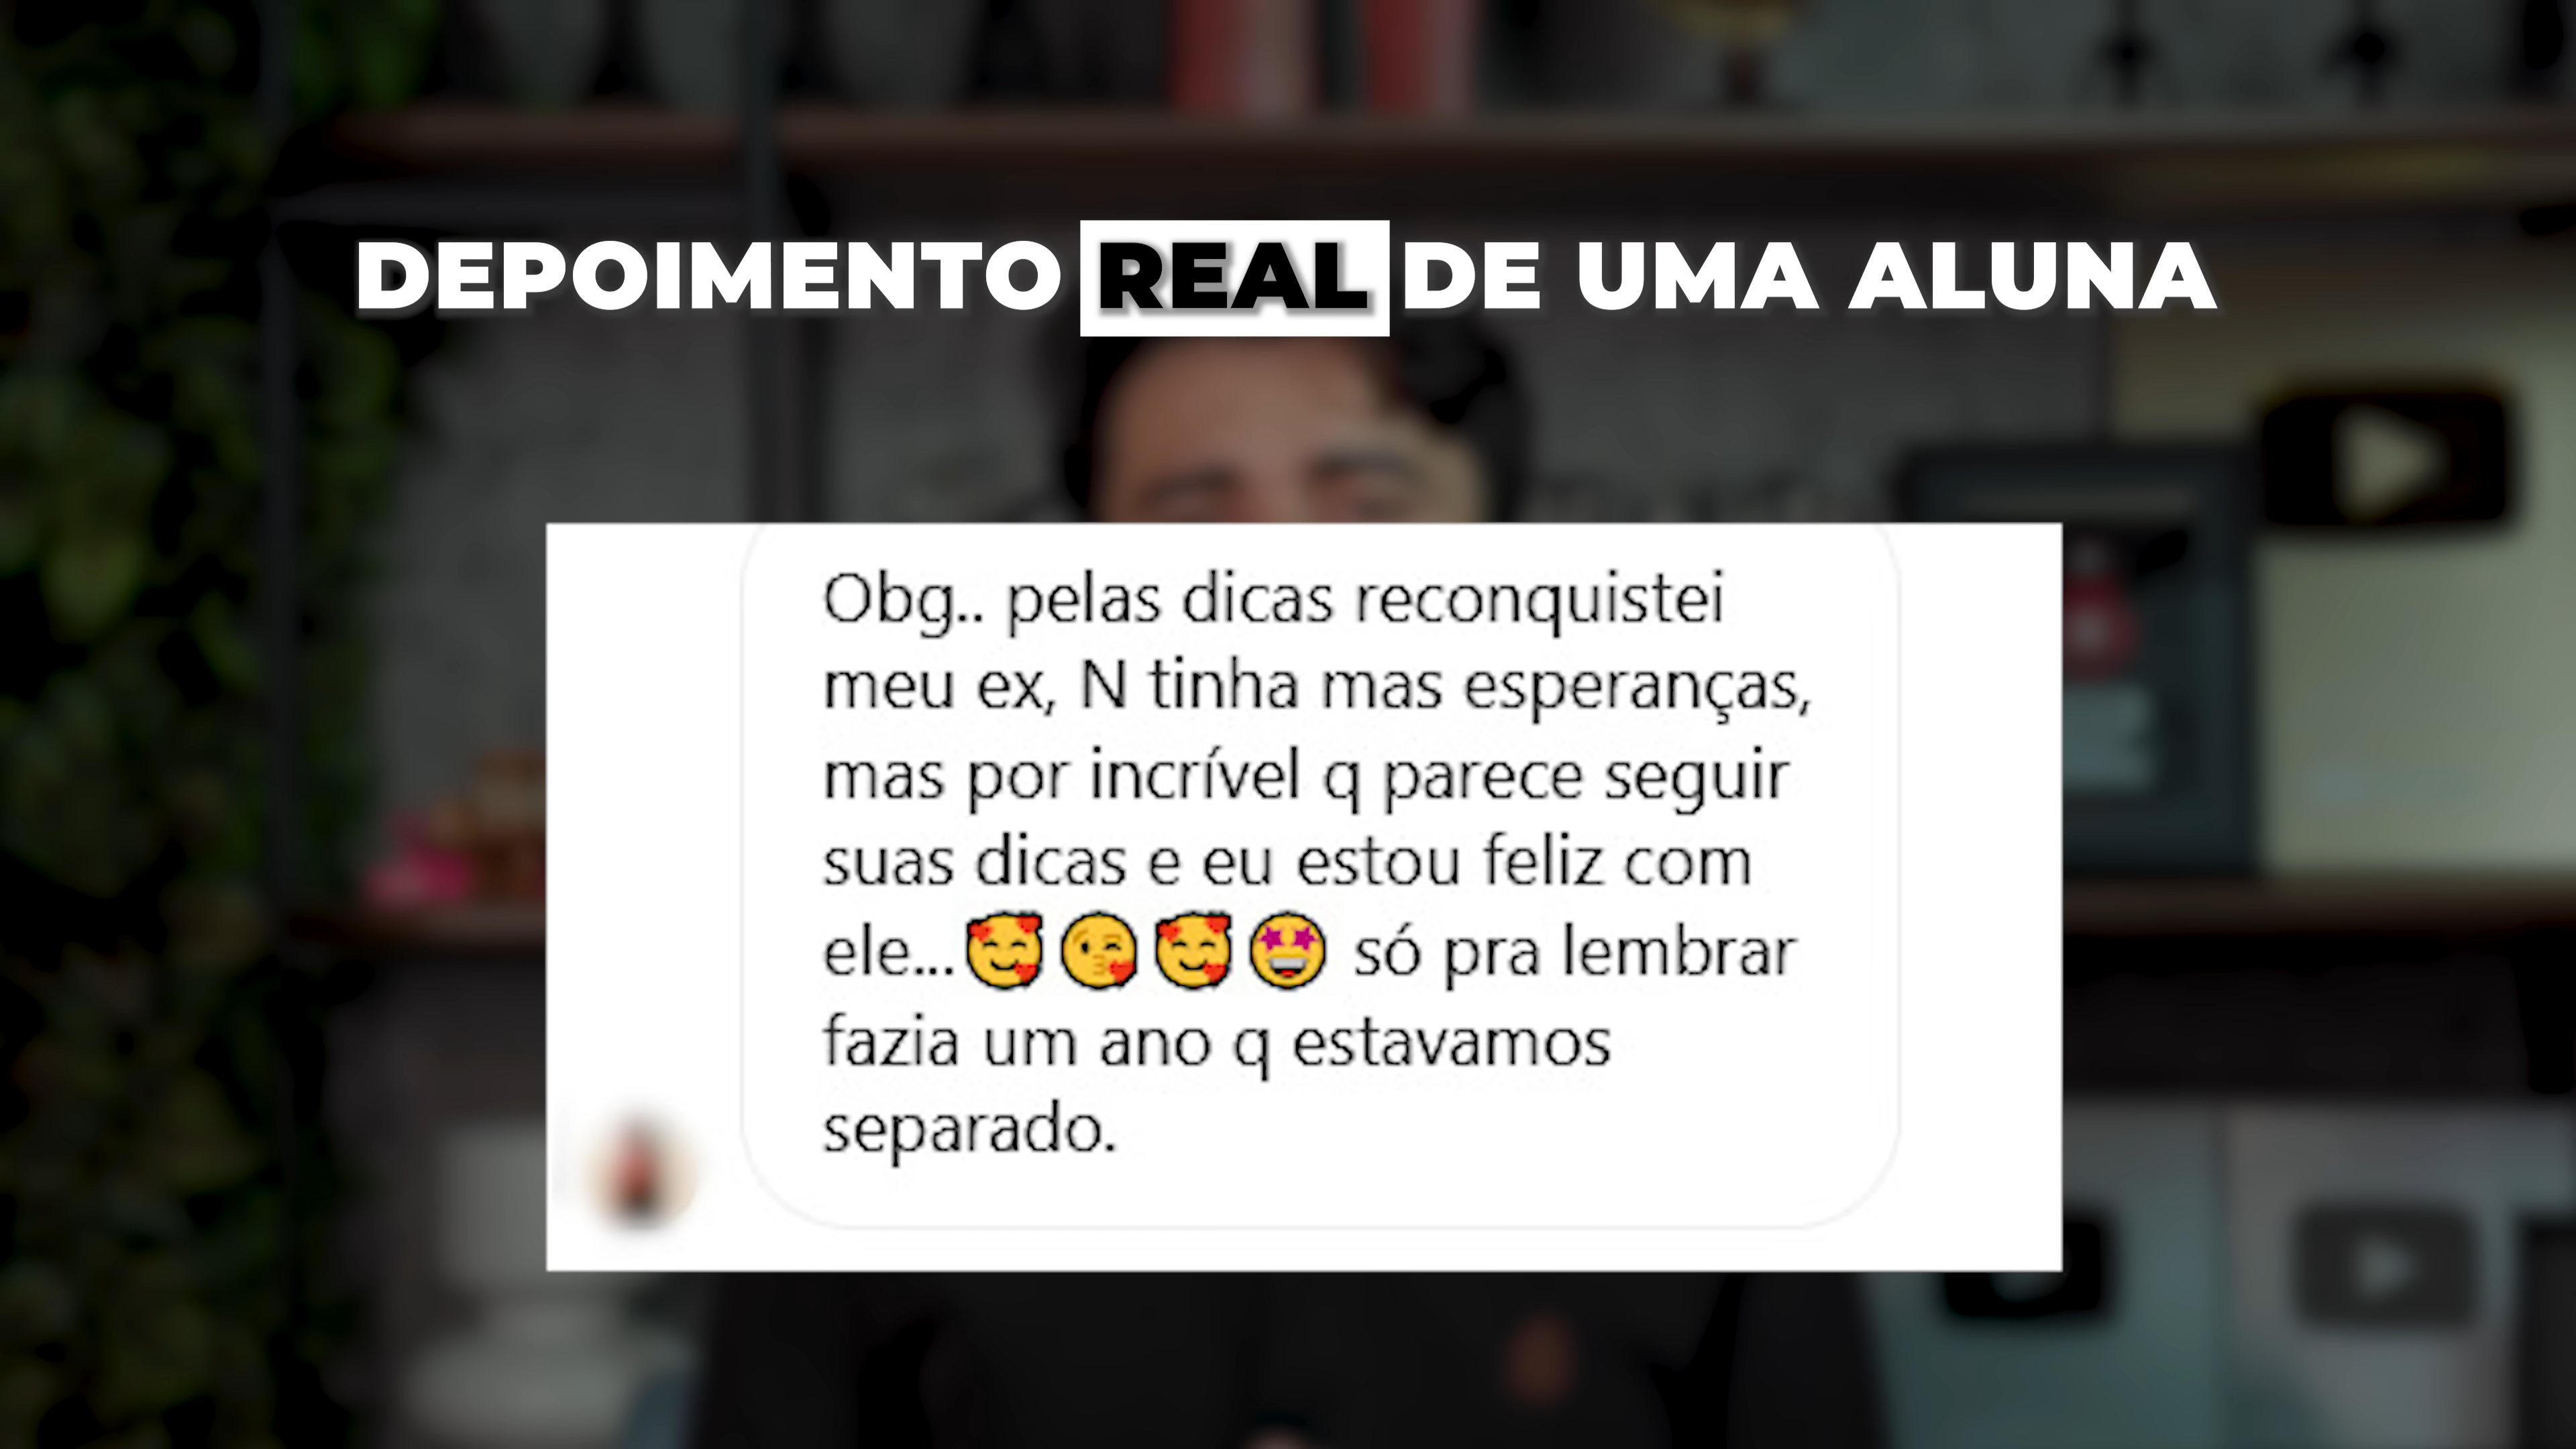 DEPOIMENTO REAL DE UMA ALUNA
Obg.. pelas dicas reconquistei
meu ex, N tinha mas esperanças,
mas por incrível q parece seguir
suas dicas e eu estou feliz com
ele...🥰😘🥰🤩 só pra lembrar
fazia um ano q estavamos
separado.